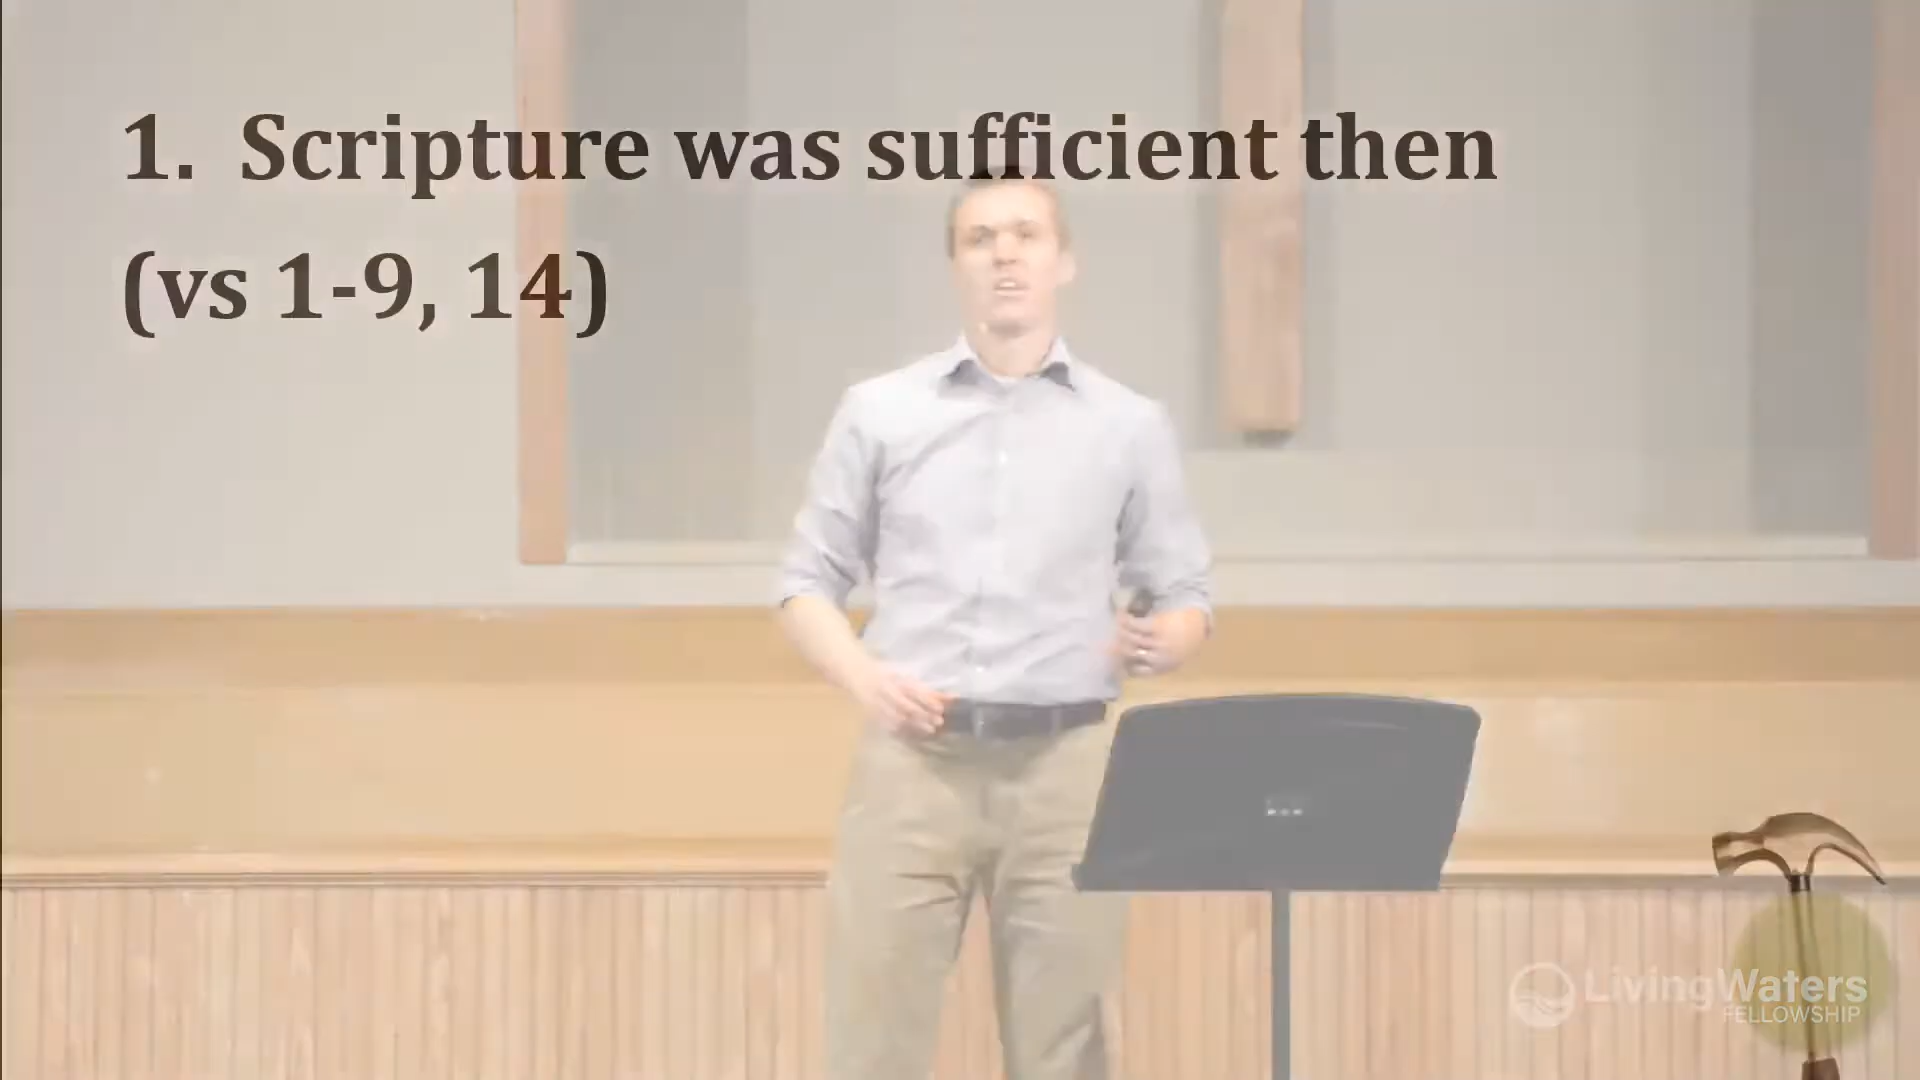 1. Scripture was sufficient then
(vs 1-9, 14)
LivingWaters
FELLOWSHIP